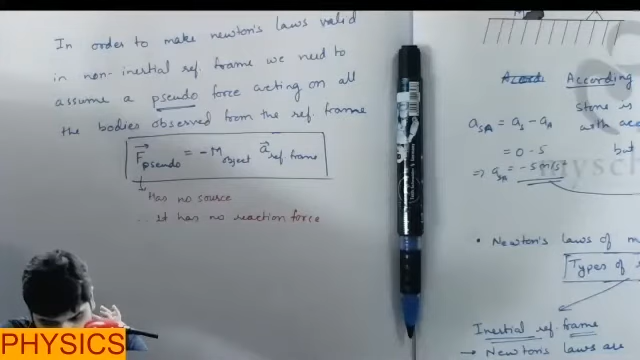 In order to make newton's laws valid
in non-inertial ref. frame we need to
assume a pseudo force acting on all
the bodies observed from the ref. frame
F pseudo = -M object a ref frame
Has no source
∴ It has no reaction force
According
stone is
a SA = a S - a A with acc
= 0 - 5 but
⇒ a SA = -5 m/s²
• Newton's laws of m
Types of
Inertial ref. frame
→ Newton's laws are
PHYSICS